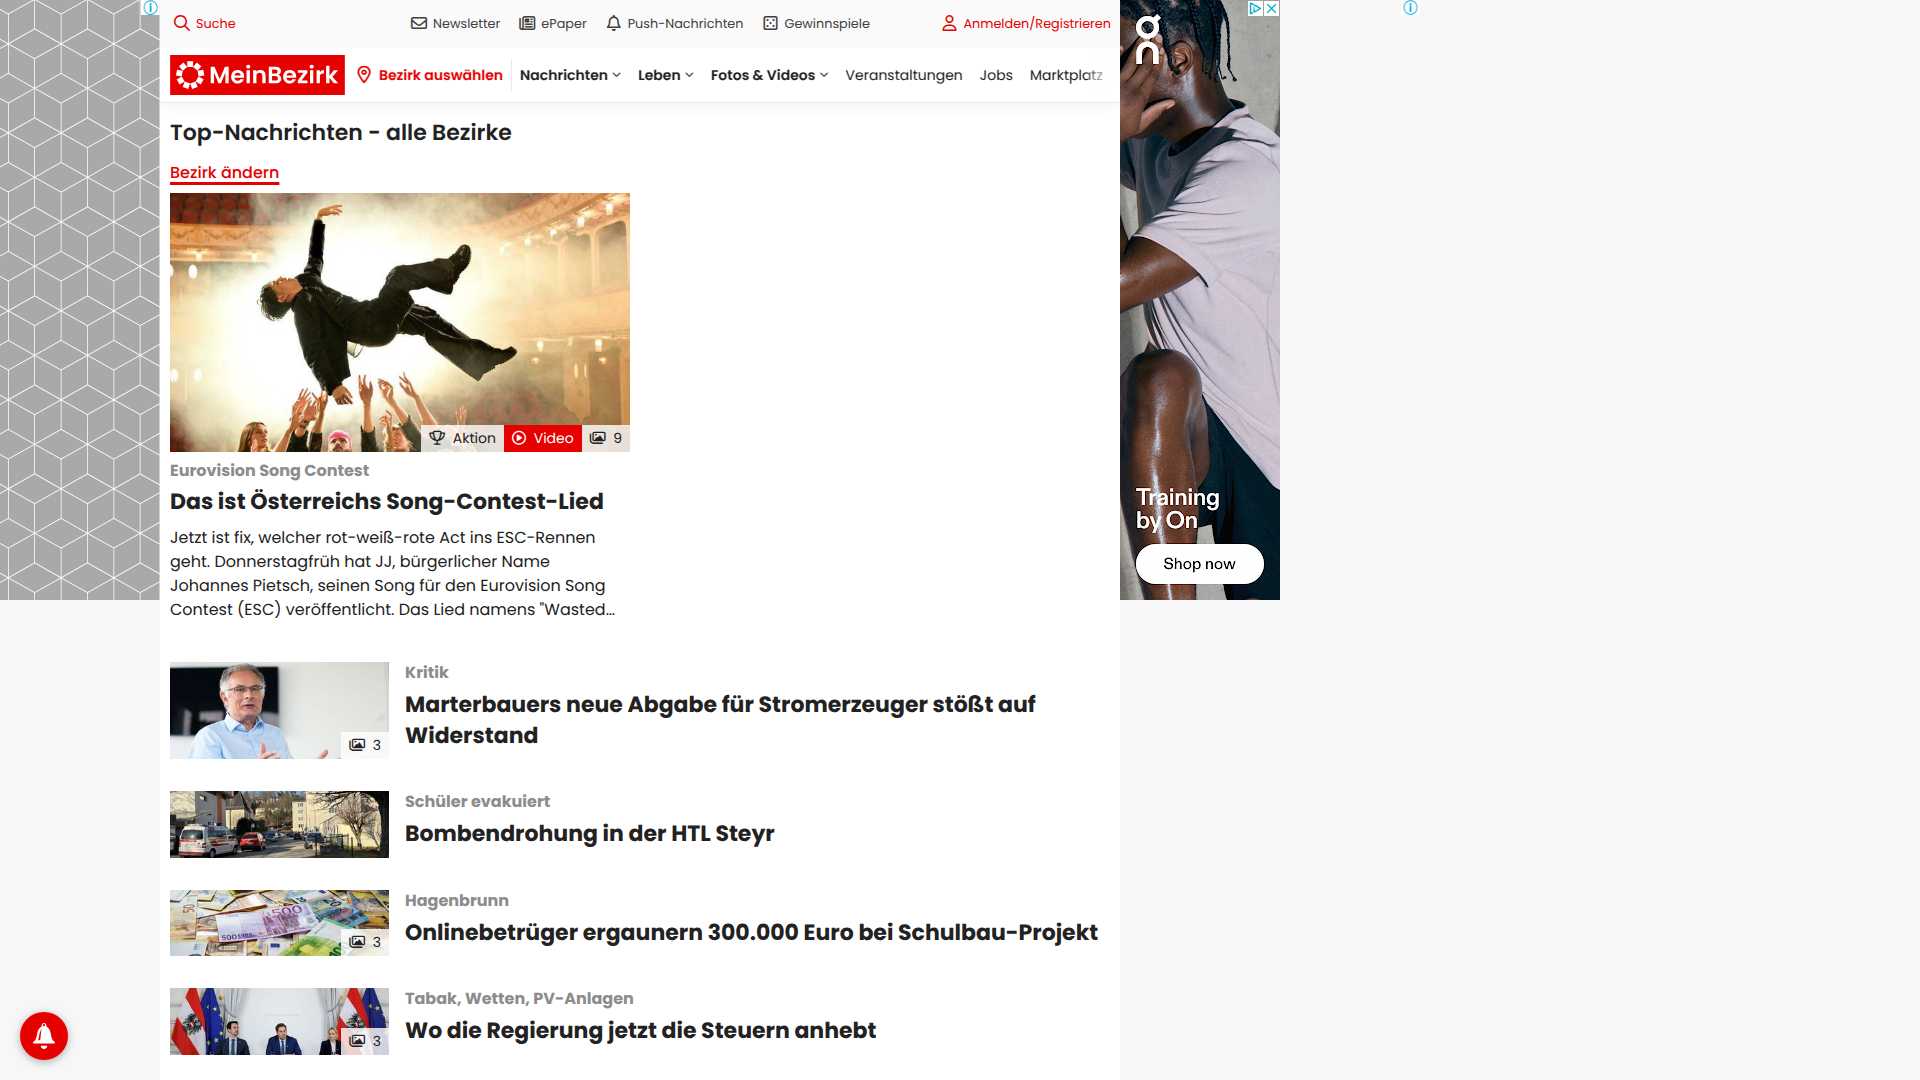 Suche
Newsletter
ePaper
Push-Nachrichten
Gewinnspiele
Anmelden/Registrieren
MeinBezirk
Bezirk auswählen
Nachrichten
Leben
Fotos & Videos
Veranstaltungen
Jobs
Marktplatz
Top-Nachrichten - alle Bezirke
Bezirk ändern
Aktion
Video
9
Eurovision Song Contest
Das ist Österreichs Song-Contest-Lied
Jetzt ist fix, welcher rot-weiß-rote Act ins ESC-Rennen
geht. Donnerstagfrüh hat JJ, bürgerlicher Name
Johannes Pietsch, seinen Song für den Eurovision Song
Contest (ESC) veröffentlicht. Das Lied namens "Wasted...
Training
by On
Shop now
3
Kritik
Marterbauers neue Abgabe für Stromerzeuger stößt auf
Widerstand
Schüler evakuiert
Bombendrohung in der HTL Steyr
3
Hagenbrunn
Onlinebetrüger ergaunern 300.000 Euro bei Schulbau-Projekt
3
Tabak, Wetten, PV-Anlagen
Wo die Regierung jetzt die Steuern anhebt